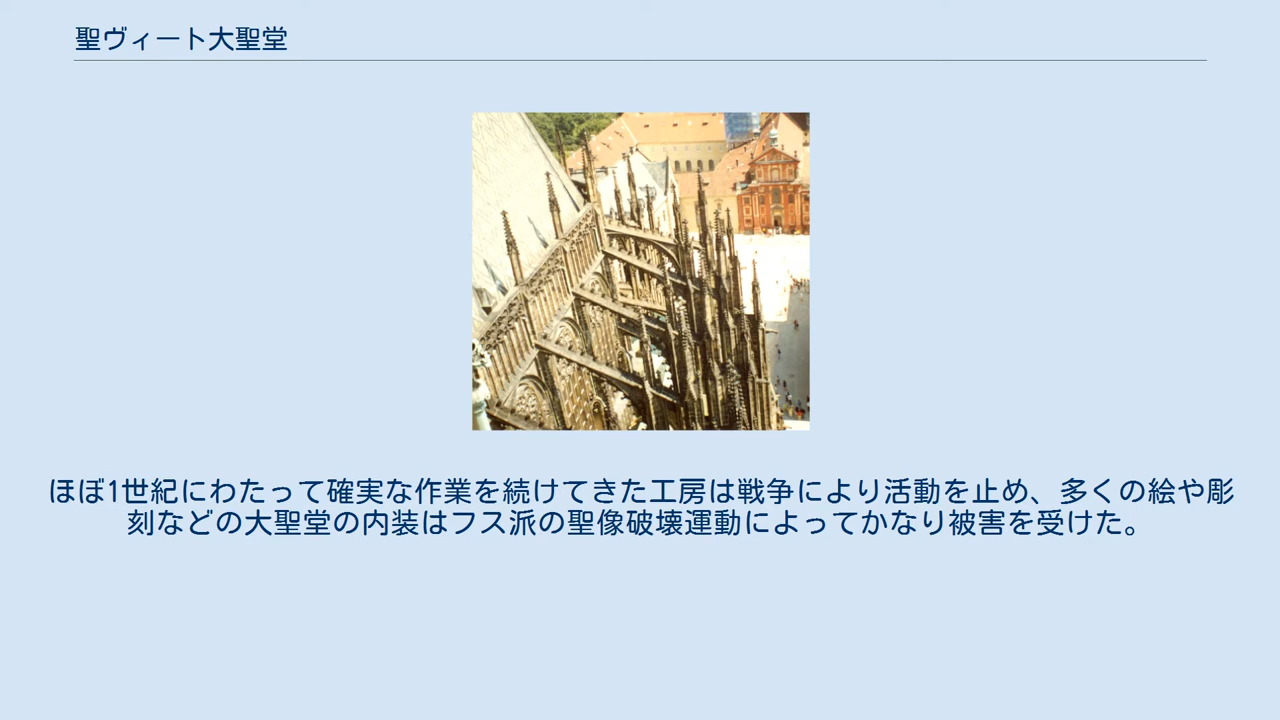 聖ヴィート大聖堂
ほぼ1世紀にわたって確実な作業を続けてきた工房は戦争により活動を止め、多くの絵や彫
刻などの大聖堂の内装はフス派の聖像破壊運動によってかなり被害を受けた。